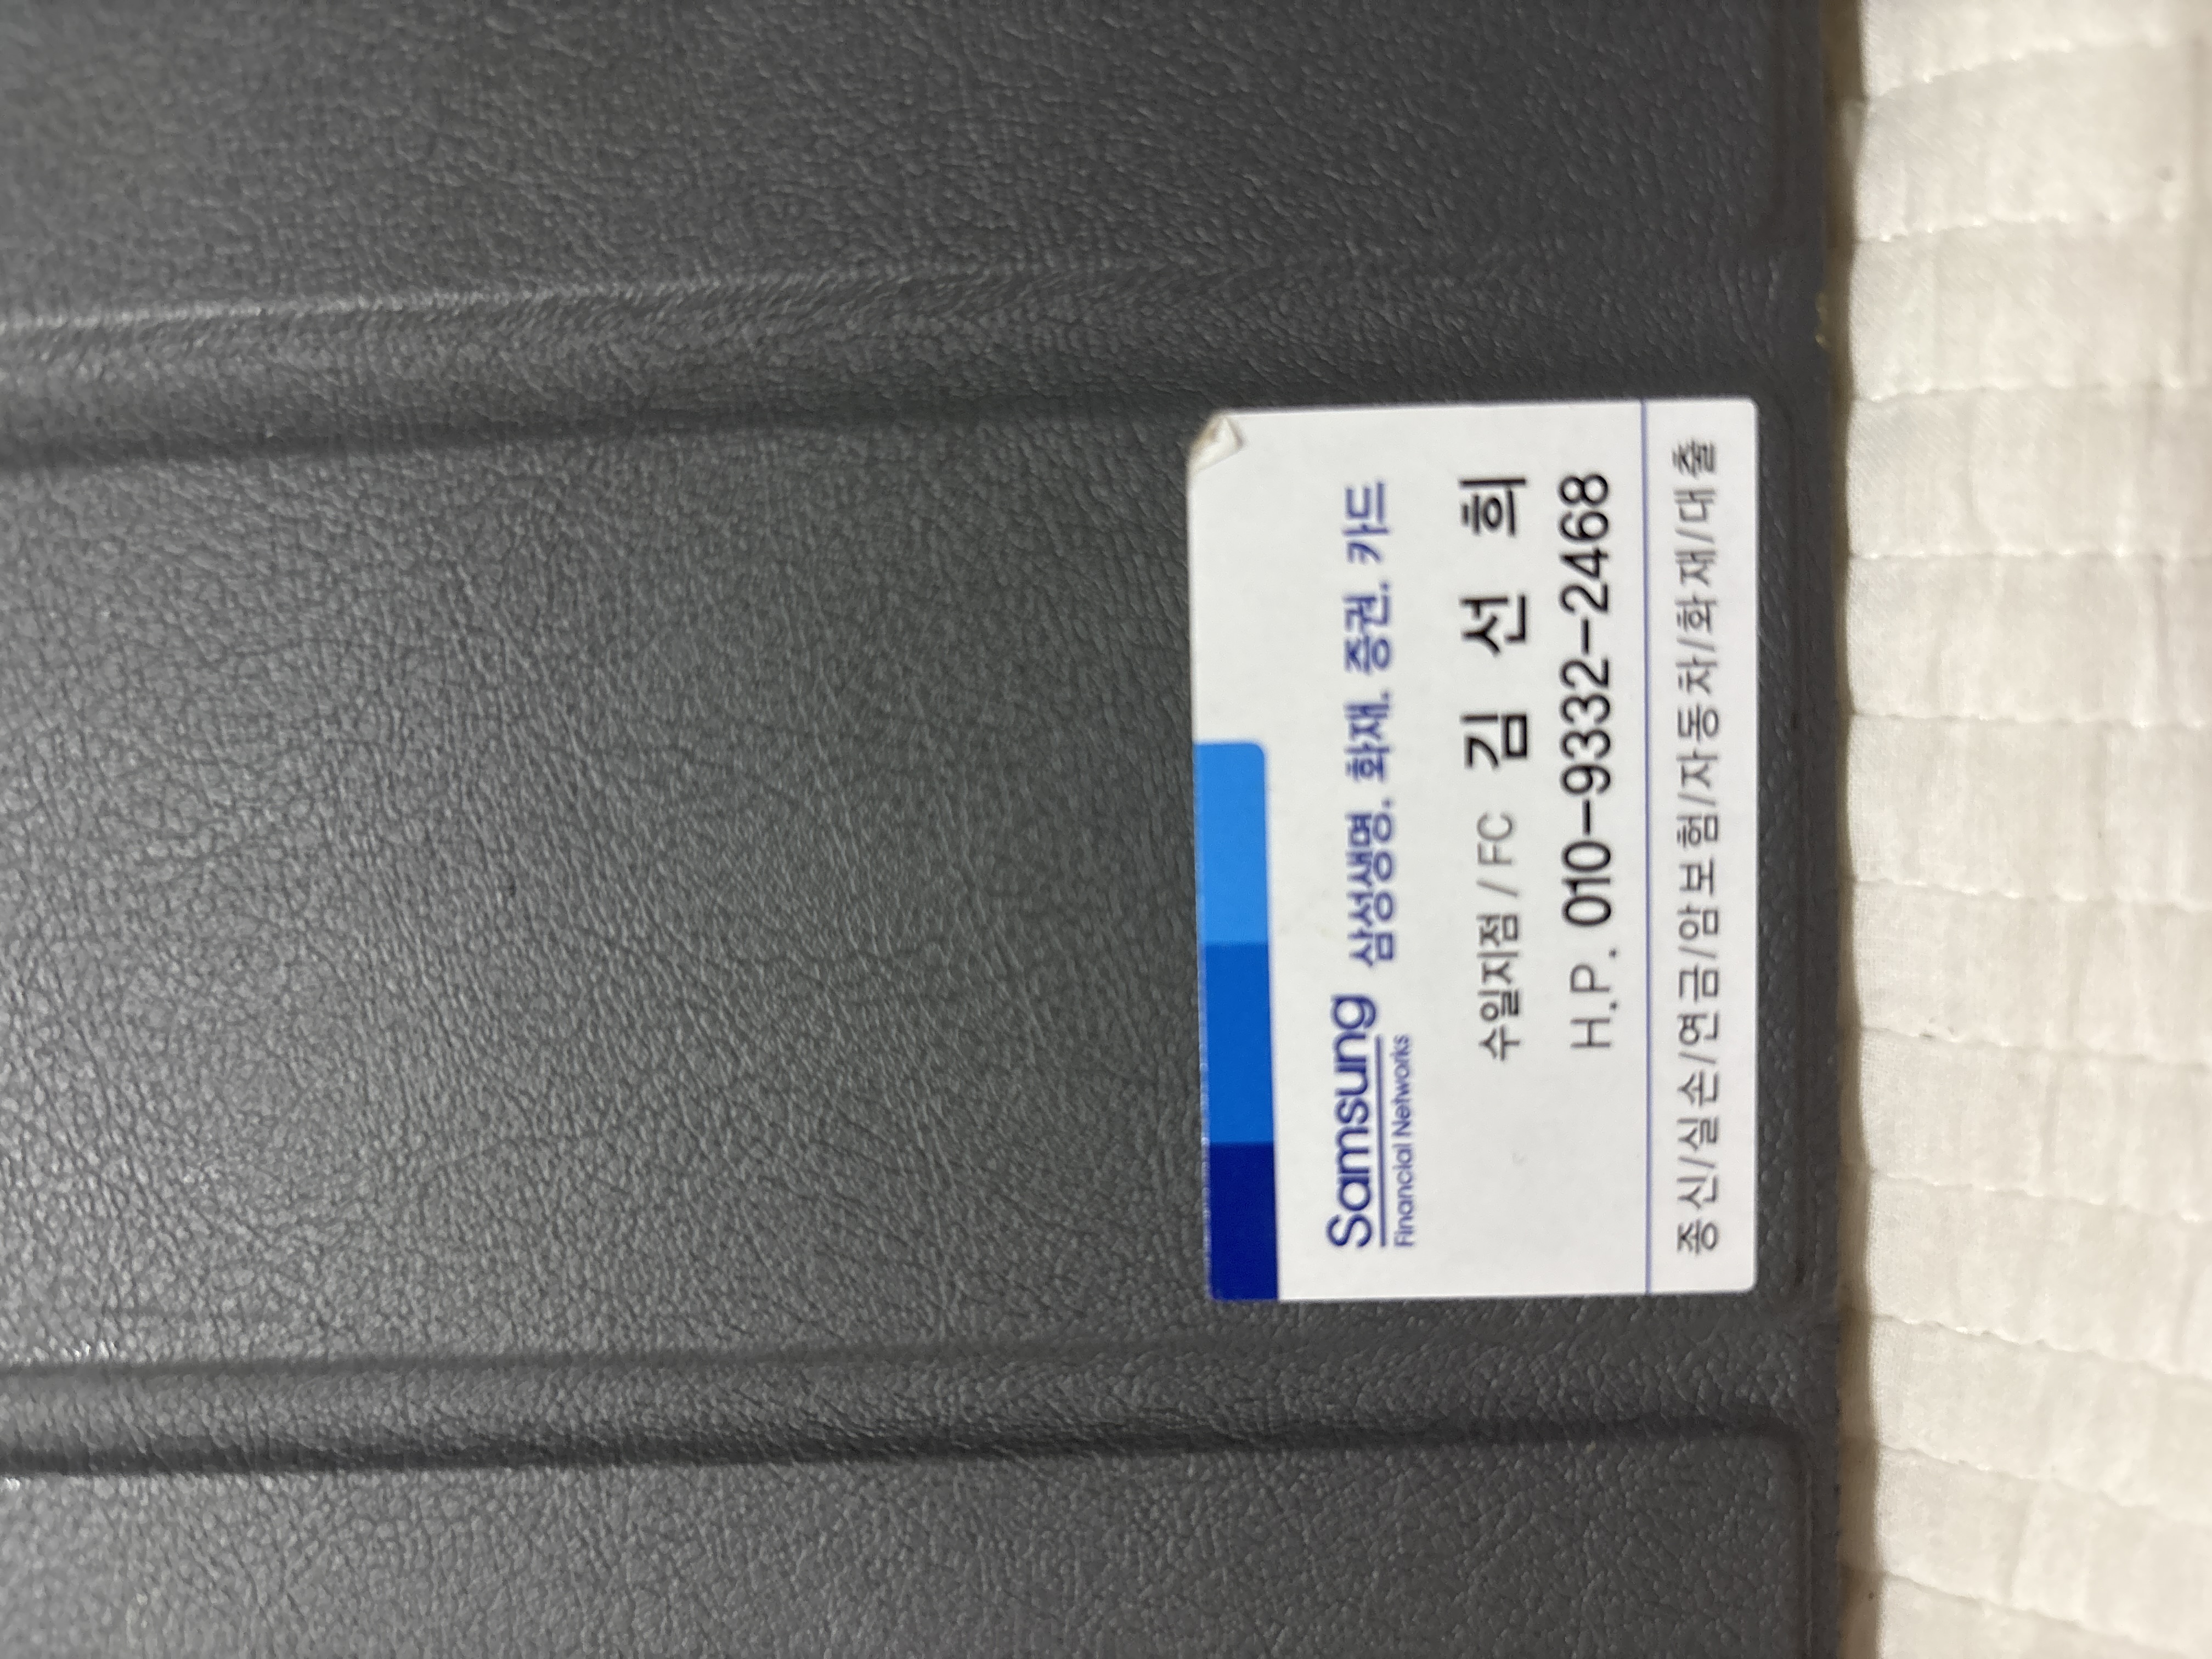 Samsung 삼성생명. 화재. 증권. 카드
Financial Networks
수일지점 / FC 김 선 희
H.P. 010-9332-2468
종신/실손/연금/암보험/자동차/화재/대출